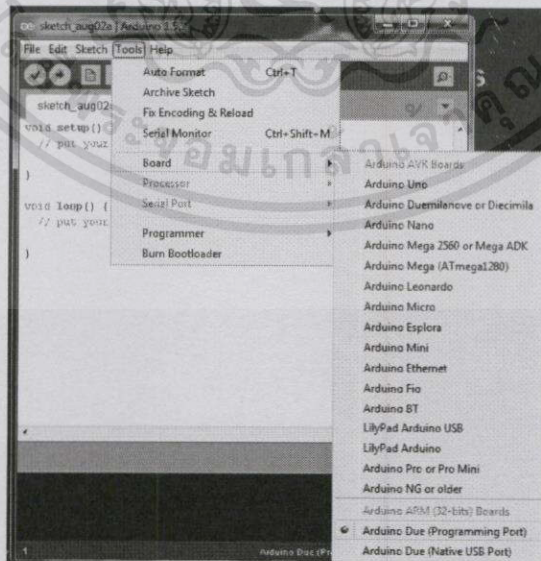 sketch_aug02a | Arduino 1.5.
File Edit Sketch Tools Help
Auto Format Ctrl+T
Archive Sketch
Fix Encoding & Reload
Serial Monitor Ctrl+Shift+M
Board
Processor
Serial Port
Programmer
Burn Bootloader
sketch_aug02
void setup()
// put your
}
void loop() {
// put your
}
Arduino AVR Boards
Arduino Uno
Arduino Duemilanove or Diecimila
Arduino Nano
Arduino Mega 2560 or Mega ADK
Arduino Mega (ATmega1280)
Arduino Leonardo
Arduino Micro
Arduino Esplora
Arduino Mini
Arduino Ethernet
Arduino Fio
Arduino BT
LilyPad Arduino USB
LilyPad Arduino
Arduino Pro or Pro Mini
Arduino NG or older
Arduino ARM (32-bits) Boards
Arduino Due (Programming Port)
Arduino Due (Native USB Port)
1
Arduino Due (Pr